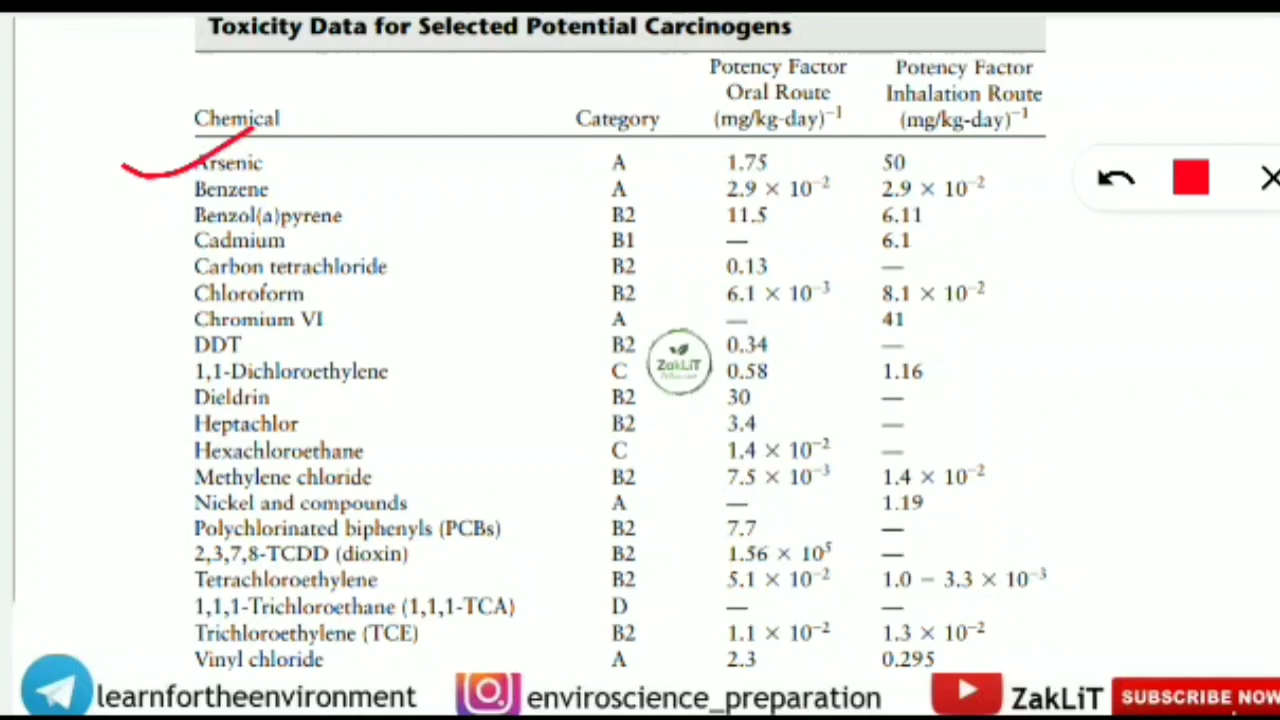 Toxicity Data for Selected Potential Carcinogens
Potency Factor Potency Factor
Oral Route Inhalation Route
Chemical Category (mg/kg-day)⁻¹ (mg/kg-day)⁻¹
Arsenic A 1.75 50
Benzene A 2.9 × 10⁻² 2.9 × 10⁻²
Benzol(a)pyrene B2 11.5 6.11
Cadmium B1 — 6.1
Carbon tetrachloride B2 0.13 —
Chloroform B2 6.1 × 10⁻³ 8.1 × 10⁻²
Chromium VI A — 41
DDT B2 0.34 —
1,1-Dichloroethylene C 0.58 1.16
Dieldrin B2 30 —
Heptachlor B2 3.4 —
Hexachloroethane C 1.4 × 10⁻² —
Methylene chloride B2 7.5 × 10⁻³ 1.4 × 10⁻²
Nickel and compounds A — 1.19
Polychlorinated biphenyls (PCBs) B2 7.7 —
2,3,7,8-TCDD (dioxin) B2 1.56 × 10⁵ —
Tetrachloroethylene B2 5.1 × 10⁻² 1.0 – 3.3 × 10⁻³
1,1,1-Trichloroethane (1,1,1-TCA) D — —
Trichloroethylene (TCE) B2 1.1 × 10⁻² 1.3 × 10⁻²
Vinyl chloride A 2.3 0.295
ZakLiT
learnfortheenvironment enviroscience_preparation ZakLiT SUBSCRIBE NOW